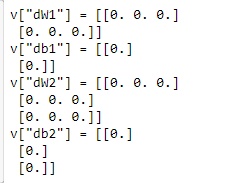 v["dW1"] = [[0. 0. 0.]
 [0. 0. 0.]]
v["db1"] = [[0.]
 [0.]]
v["dW2"] = [[0. 0. 0.]
 [0. 0. 0.]
 [0. 0. 0.]]
v["db2"] = [[0.]
 [0.]
 [0.]]